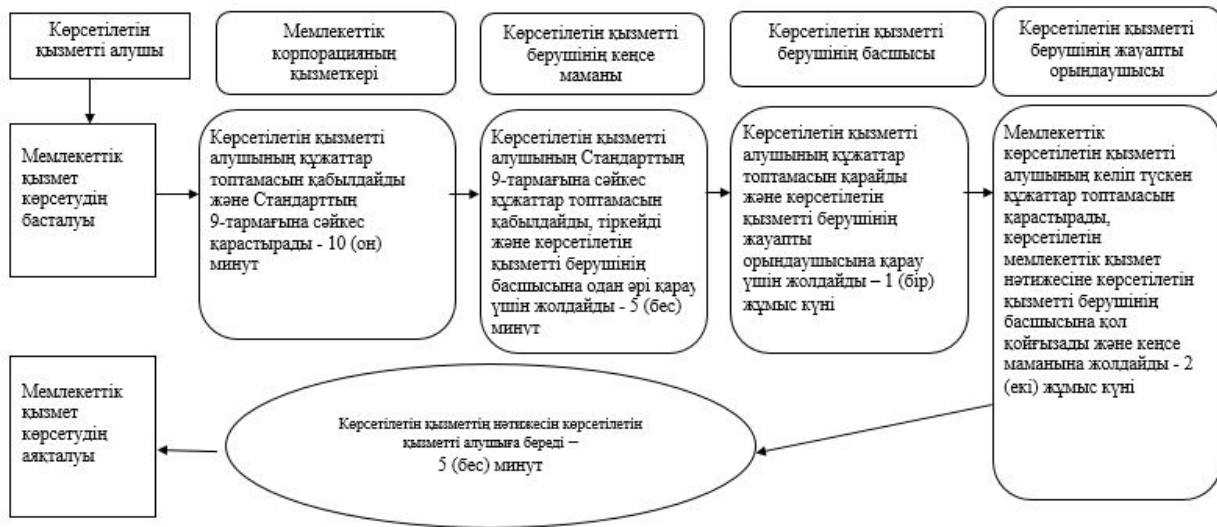 Көрсетілетін
қызметті алушы
Мемлекеттік
корпорацияның
қызметкері
Көрсетілетін қызметті
берушінің кеңсе
маманы
Көрсетілетін қызметті
берушінің басшысы
Көрсетілетін қызметті
берушінің жауапты
орындаушысы
Мемлекеттік
қызмет
көрсетудің
басталуы
Көрсетілетін қызметті
алушының құжаттар
топтамасын қабылдайды
және Стандарттың
9-тармағына сәйкес
қарастырады - 10 (он)
минут
Көрсетілетін қызметті
алушының Стандарттың
9-тармағына сәйкес
құжаттар топтамасын
қабылдайды, тіркейді
және көрсетілетін
қызметті берушінің
басшысына одан әрі қарау
үшін жолдайды - 5 (бес)
минут
Көрсетілетін қызметті
алушының құжаттар
топтамасын қарайды
және көрсетілетін
қызметті берушінің
жауапты
орындаушысына қарау
үшін жолдайды – 1 (бір)
жұмыс күні
Мемлекеттік
көрсетілетін қызметті
алушының келіп түскен
құжаттар топтамасын
қарастырады,
көрсетілетін
мемлекеттік қызмет
нәтижесіне көрсетілетін
қызметті берушінің
басшысына қол
қойғызады және кеңсе
маманына жолдайды - 2
(екі) жұмыс күні
Мемлекеттік
қызмет
көрсетудің
аяқталуы
Көрсетілетін қызметтің нәтижесін көрсетілетін
қызметті алушыға береді –
5 (бес) минут